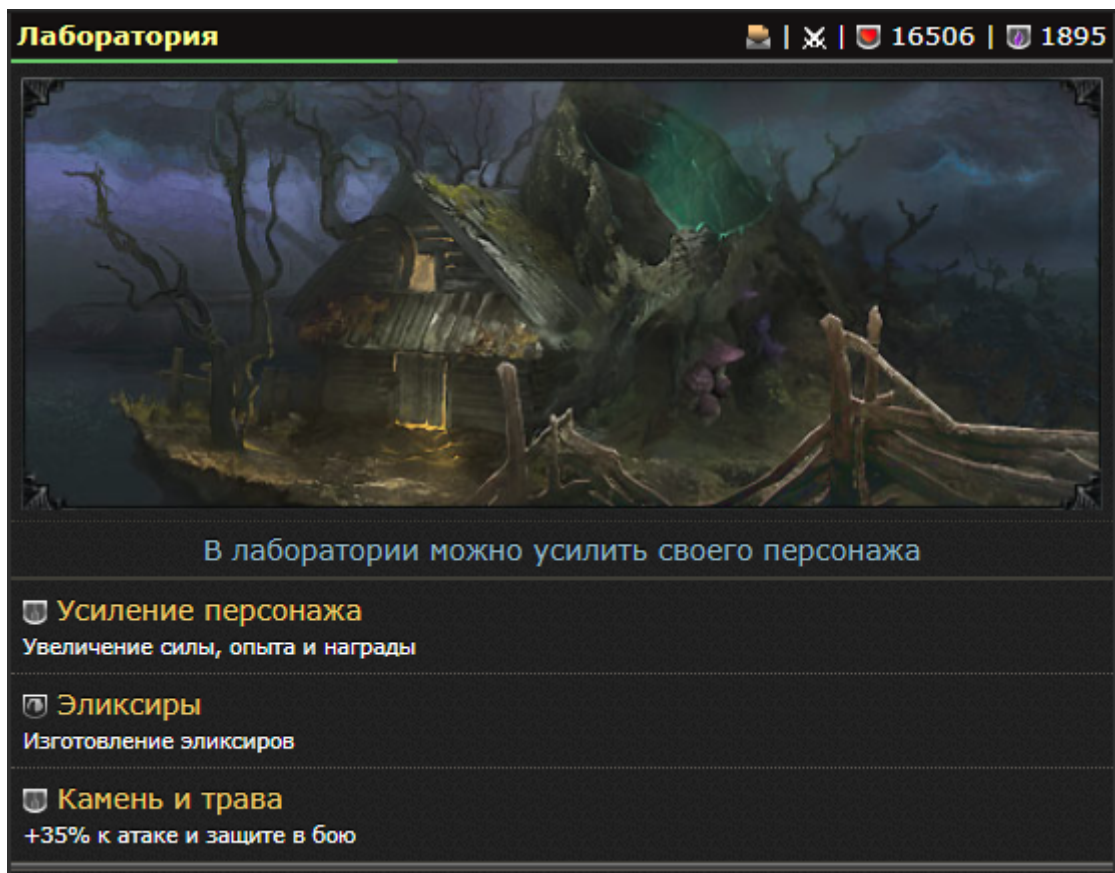 Лаборатория | | 16506 | 1895
В лаборатории можно усилить своего персонажа
Усиление персонажа
Увеличение силы, опыта и награды
Эликсиры
Изготовление эликсиров
Камень и трава
+35% к атаке и защите в бою